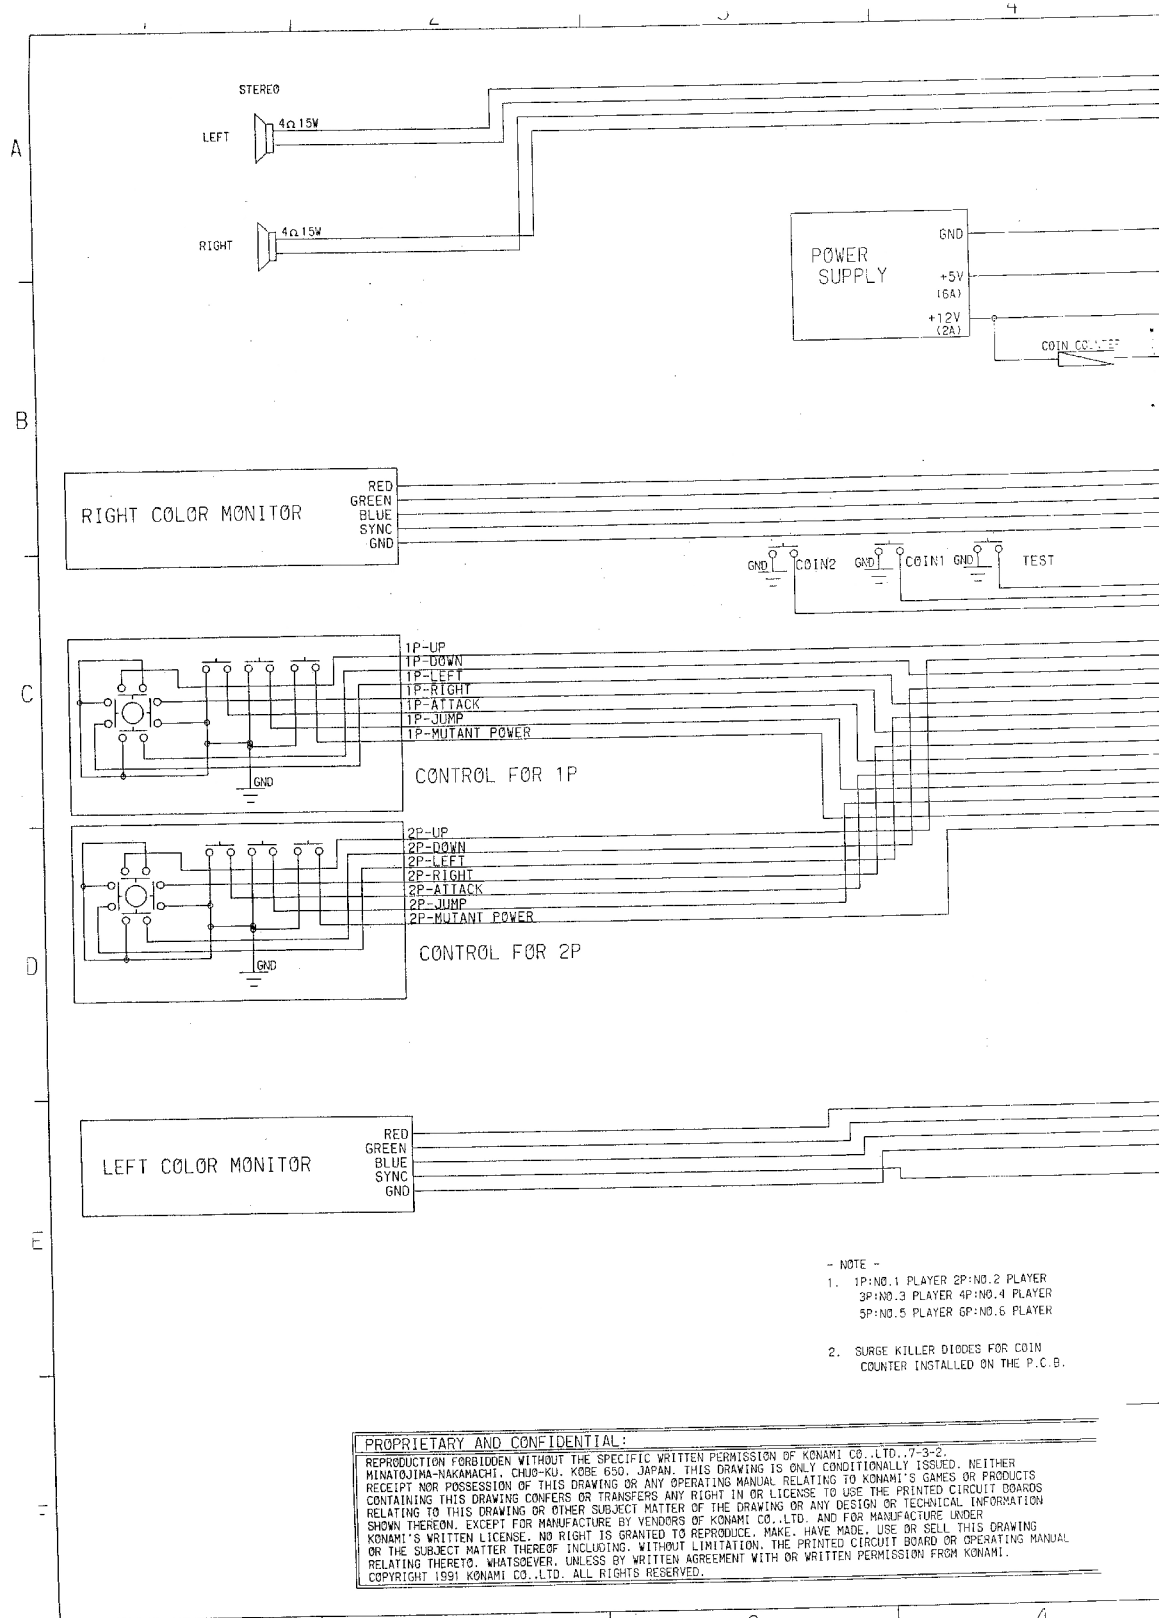 1 2 3 4
STEREO
LEFT
4Ω15W
RIGHT
4Ω15W
A
POWER
SUPPLY
GND
+5V
(6A)
+12V
(2A)
COIN COUNTER
B
RIGHT COLOR MONITOR
RED
GREEN
BLUE
SYNC
GND
GND COIN2 GND COIN1 GND TEST
C
1P-UP
1P-DOWN
1P-LEFT
1P-RIGHT
1P-ATTACK
1P-JUMP
1P-MUTANT POWER
GND
CONTROL FOR 1P
2P-UP
2P-DOWN
2P-LEFT
2P-RIGHT
2P-ATTACK
2P-JUMP
2P-MUTANT POWER
GND
CONTROL FOR 2P
D
LEFT COLOR MONITOR
RED
GREEN
BLUE
SYNC
GND
E
- NOTE -
1. 1P:NO.1 PLAYER 2P:NO.2 PLAYER
3P:NO.3 PLAYER 4P:NO.4 PLAYER
5P:NO.5 PLAYER 6P:NO.6 PLAYER
2. SURGE KILLER DIODES FOR COIN
COUNTER INSTALLED ON THE P.C.B.
PROPRIETARY AND CONFIDENTIAL:
REPRODUCTION FORBIDDEN WITHOUT THE SPECIFIC WRITTEN PERMISSION OF KONAMI CO.,LTD.,7-3-2,
MINATOJIMA-NAKAMACHI, CHUO-KU, KOBE 650, JAPAN. THIS DRAWING IS ONLY CONDITIONALLY ISSUED. NEITHER
RECEIPT NOR POSSESSION OF THIS DRAWING OR ANY OPERATING MANUAL RELATING TO KONAMI'S GAMES OR PRODUCTS
CONTAINING THIS DRAWING CONFERS OR TRANSFERS ANY RIGHT IN OR LICENSE TO USE THE PRINTED CIRCUIT BOARDS
RELATING TO THIS DRAWING OR OTHER SUBJECT MATTER OF THE DRAWING OR ANY DESIGN OR TECHNICAL INFORMATION
SHOWN THEREON. EXCEPT FOR MANUFACTURE BY VENDORS OF KONAMI CO.,LTD. AND FOR MANUFACTURE UNDER
KONAMI'S WRITTEN LICENSE, NO RIGHT IS GRANTED TO REPRODUCE, MAKE, HAVE MADE, USE OR SELL THIS DRAWING
OR THE SUBJECT MATTER THEREOF INCLUDING, WITHOUT LIMITATION, THE PRINTED CIRCUIT BOARD OR OPERATING MANUAL
RELATING THERETO, WHATSOEVER, UNLESS BY WRITTEN AGREEMENT WITH OR WRITTEN PERMISSION FROM KONAMI.
COPYRIGHT 1991 KONAMI CO.,LTD. ALL RIGHTS RESERVED.